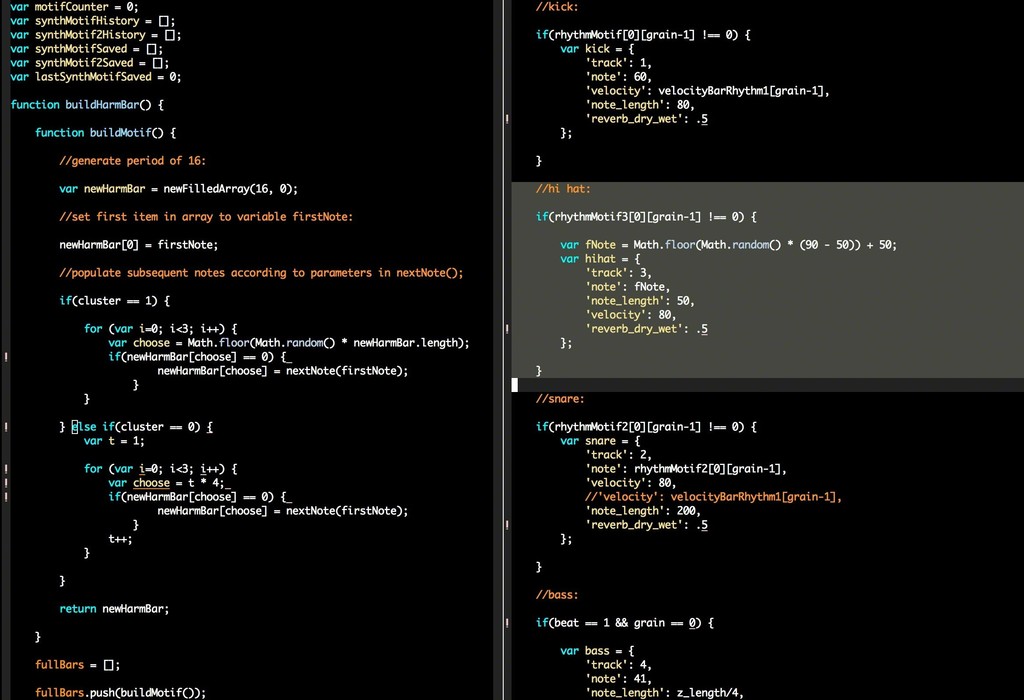 var motifCounter = 0;
var synthMotifHistory = [];
var synthMotif2History = [];
var synthMotifSaved = [];
var synthMotif2Saved = [];
var lastSynthMotifSaved = 0;
function buildHarmBar() {
function buildMotif() {
//generate period of 16:
var newHarmBar = newFilledArray(16, 0);
//set first item in array to variable firstNote:
newHarmBar[0] = firstNote;
//populate subsequent notes according to parameters in nextNote();
if(cluster == 1) {
for (var i=0; i<3; i++) {
var choose = Math.floor(Math.random() * newHarmBar.length);
! if(newHarmBar[choose] == 0) {_
newHarmBar[choose] = nextNote(firstNote);
}
}
! } else if(cluster == 0) {
var t = 1;
! for (var i=0; i<3; i++) {
! var choose = t * 4;_
! if(newHarmBar[choose] == 0) {_
newHarmBar[choose] = nextNote(firstNote);
}
t++;
}
}
return newHarmBar;
}
fullBars = [];
fullBars.push(buildMotif());
//kick:
if(rhythmMotif[0][grain-1] !== 0) {
var kick = {
'track': 1,
'note': 60,
'velocity': velocityBarRhythm1[grain-1],
'note_length': 80,
! 'reverb_dry_wet': .5
};
}
//hi hat:
if(rhythmMotif3[0][grain-1] !== 0) {
var fNote = Math.floor(Math.random() * (90 - 50)) + 50;
var hihat = {
'track': 3,
'note': fNote,
'note_length': 50,
'velocity': 80,
! 'reverb_dry_wet': .5
};
}
//snare:
if(rhythmMotif2[0][grain-1] !== 0) {
var snare = {
'track': 2,
'note': rhythmMotif2[0][grain-1],
'velocity': 80,
//'velocity': velocityBarRhythm1[grain-1],
'note_length': 200,
! 'reverb_dry_wet': .5
};
}
//bass:
! if(beat == 1 && grain == 0) {
var bass = {
'track': 4,
'note': 41,
'note_length': z_length/4,